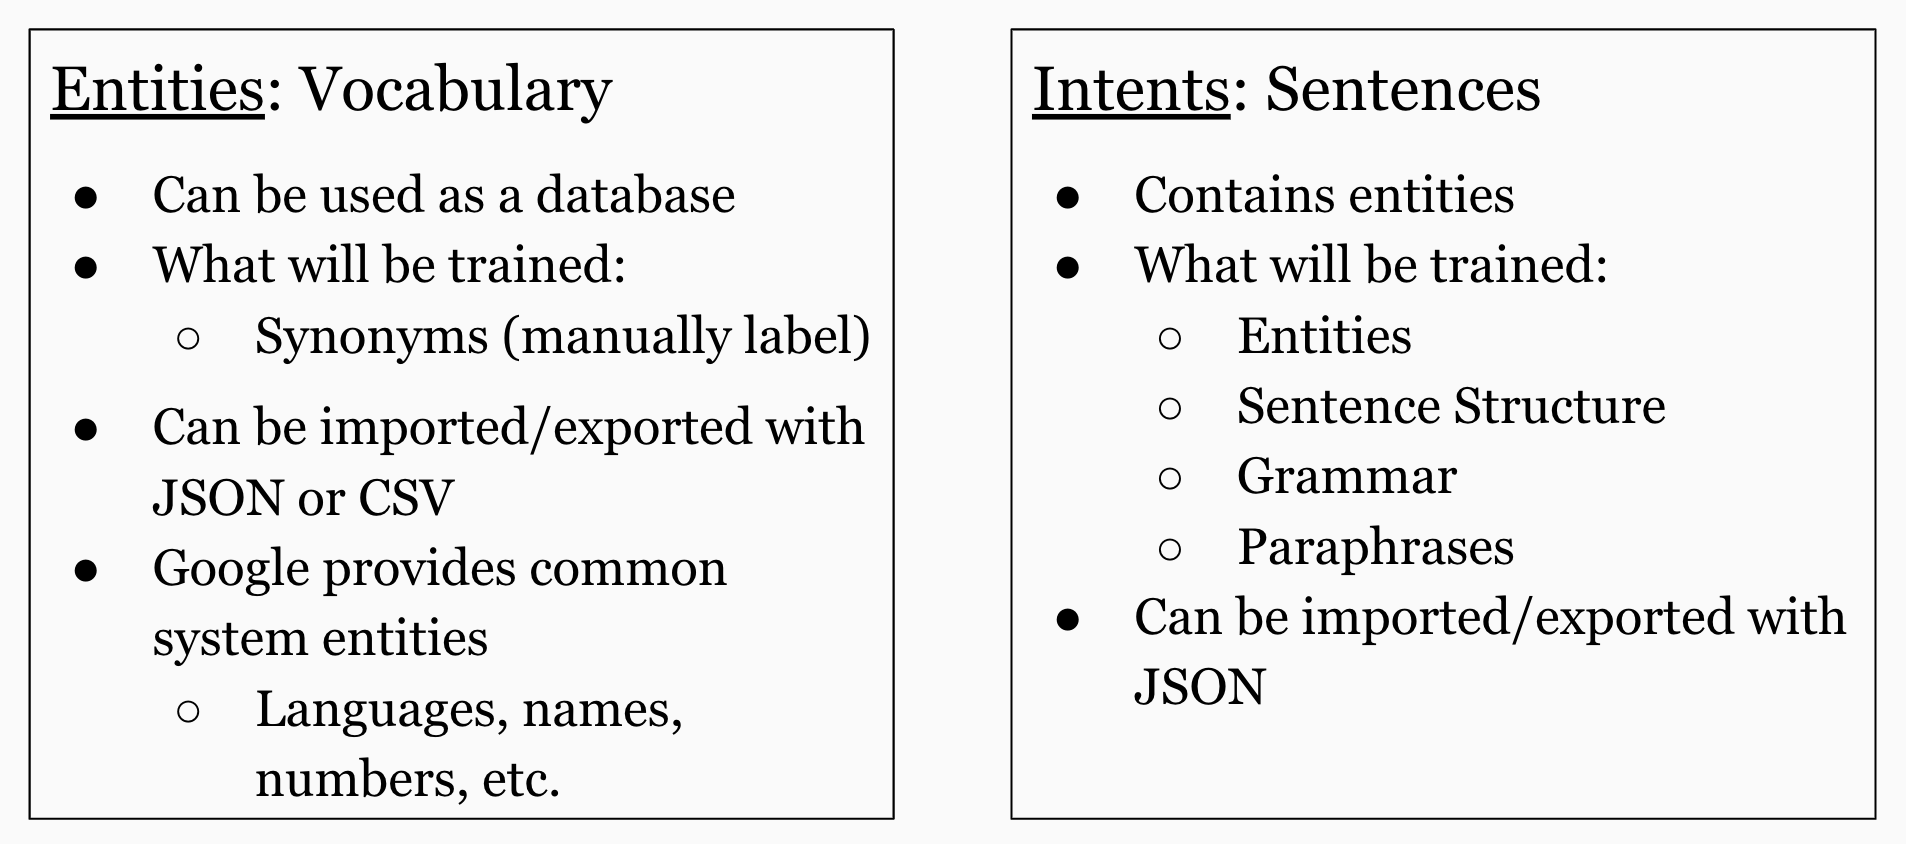 Entities: Vocabulary
● Can be used as a database
● What will be trained:
○ Synonyms (manually label)
● Can be imported/exported with
JSON or CSV
● Google provides common
system entities
○ Languages, names,
numbers, etc.
Intents: Sentences
● Contains entities
● What will be trained:
○ Entities
○ Sentence Structure
○ Grammar
○ Paraphrases
● Can be imported/exported with
JSON